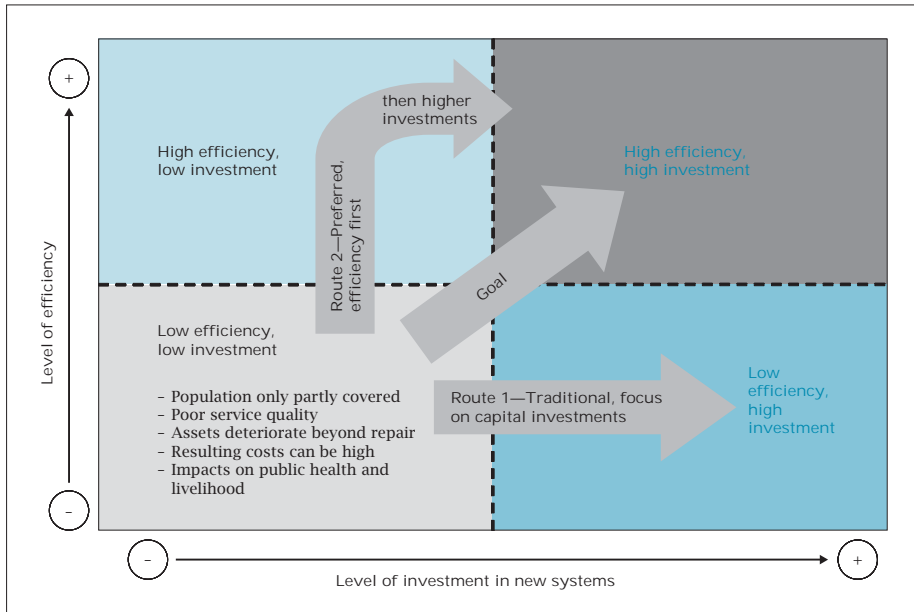 +
then higher
investments
High efficiency,
low investment
High efficiency,
high investment
Route 2—Preferred,
efficiency first
Goal
Level of efficiency
Low efficiency,
low investment
– Population only partly covered
– Poor service quality
– Assets deteriorate beyond repair
– Resulting costs can be high
– Impacts on public health and
livelihood
Route 1—Traditional, focus
on capital investments
Low
efficiency,
high
investment
–
–
+
Level of investment in new systems